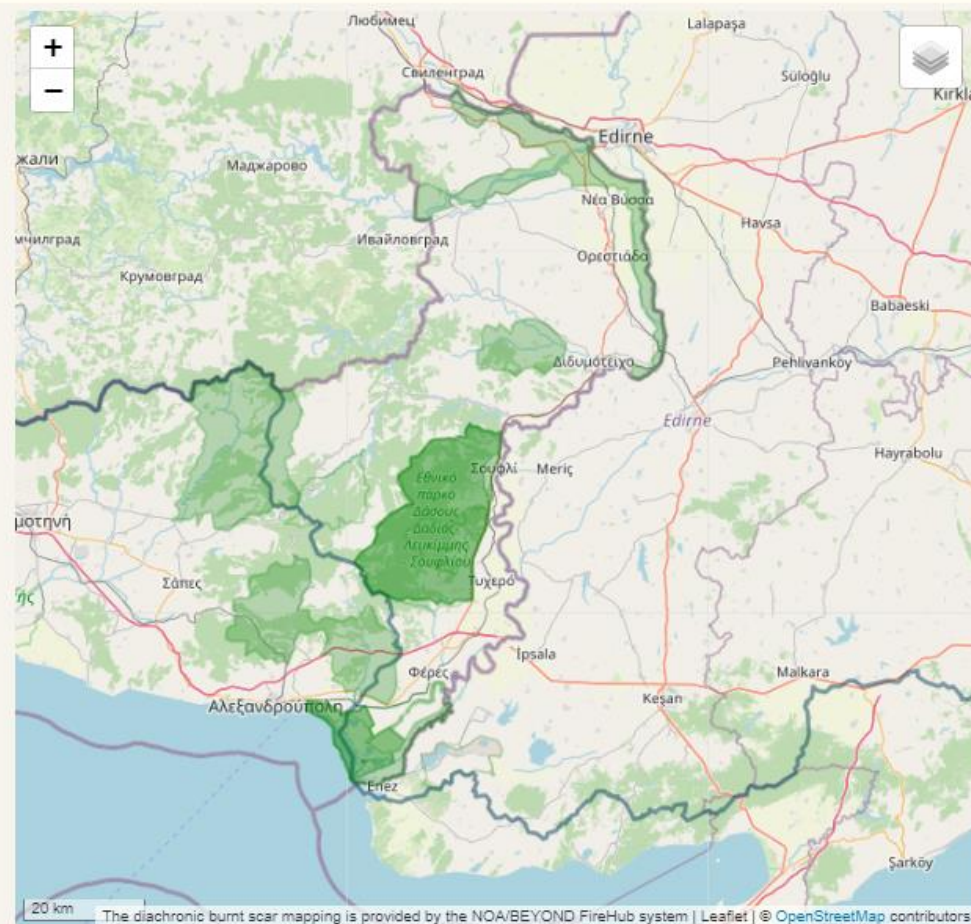 +
−
Любимец
Lalapaşa
Свиленград
Süloğlu
Kırkla
Edirne
жали
Маджарово
Νέα Βύσσα
мчилград
Ивайловград
Havsa
Крумовград
Ορεστιάδα
Babaeski
Διδυμότειχο
Pehlivanköy
Edirne
Hayrabolu
Σουφλί
Meriç
Εθνικό
πάρκο
Δάσους
Δαδιάς
Λευκίμμης
Σουφλίου
μοτηνή
Σάπες
Τυχερό
ής
İpsala
Φέρες
Malkara
Keşan
Αλεξανδρούπολη
Enez
Şarköy
20 km
The diachronic burnt scar mapping is provided by the NOA/BEYOND FireHub system | Leaflet | © OpenStreetMap contributors